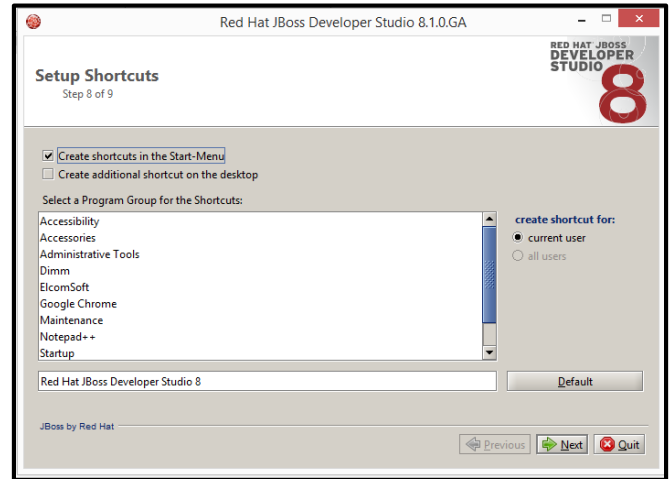 Red Hat JBoss Developer Studio 8.1.0.GA
RED HAT JBOSS
DEVELOPER
STUDIO
8
Setup Shortcuts
Step 8 of 9
Create shortcuts in the Start-Menu
Create additional shortcut on the desktop
Select a Program Group for the Shortcuts:
Accessibility
Accessories
Administrative Tools
Dimm
ElcomSoft
Google Chrome
Maintenance
Notepad++
Startup
create shortcut for:
current user
all users
Red Hat JBoss Developer Studio 8
Default
JBoss by Red Hat
Previous
Next
Quit